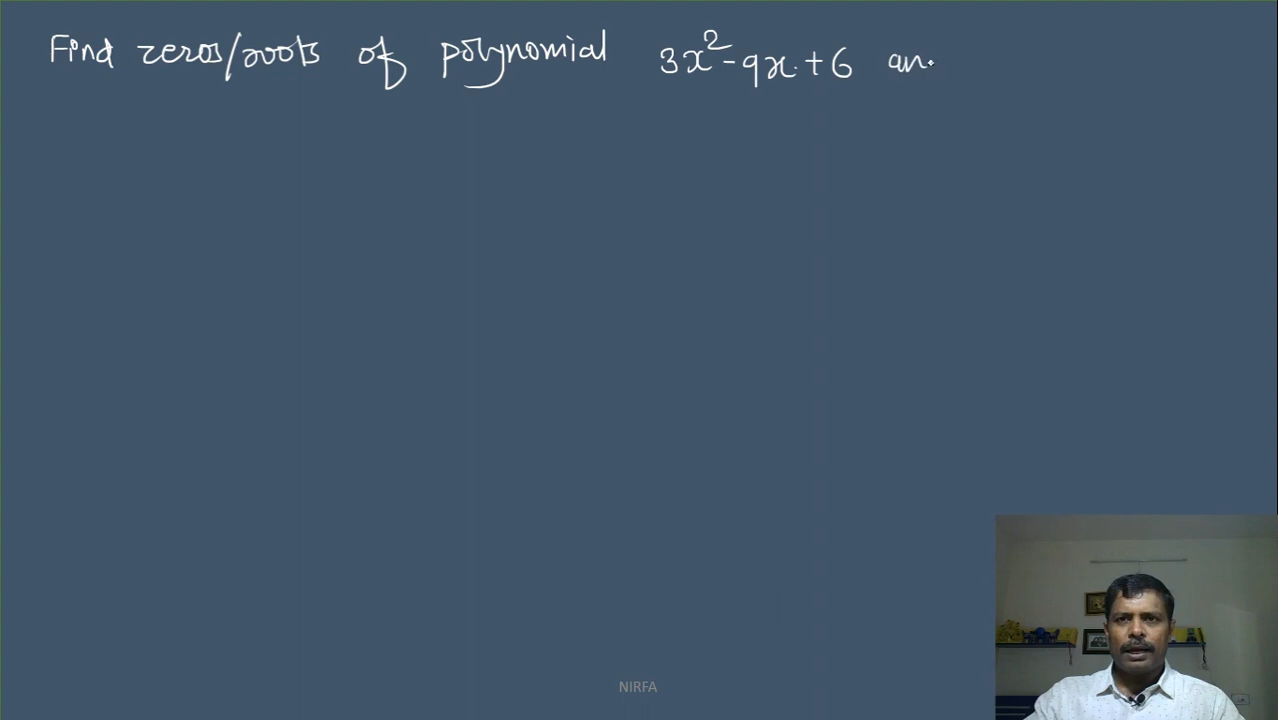 Find zeros/roots of polynomial 3x²-9x+6 an
NIRFA